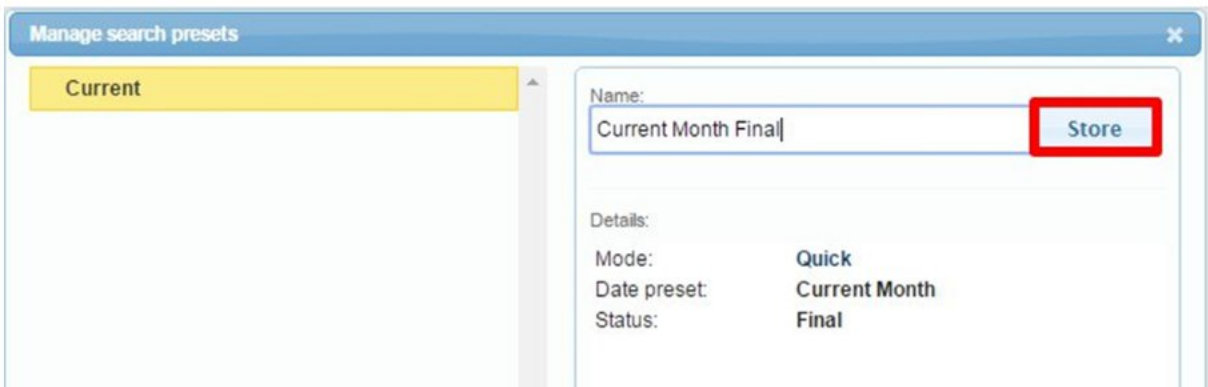 Manage search presets
Current
Name:
Current Month Final
Store
Details:
Mode: Quick
Date preset: Current Month
Status: Final